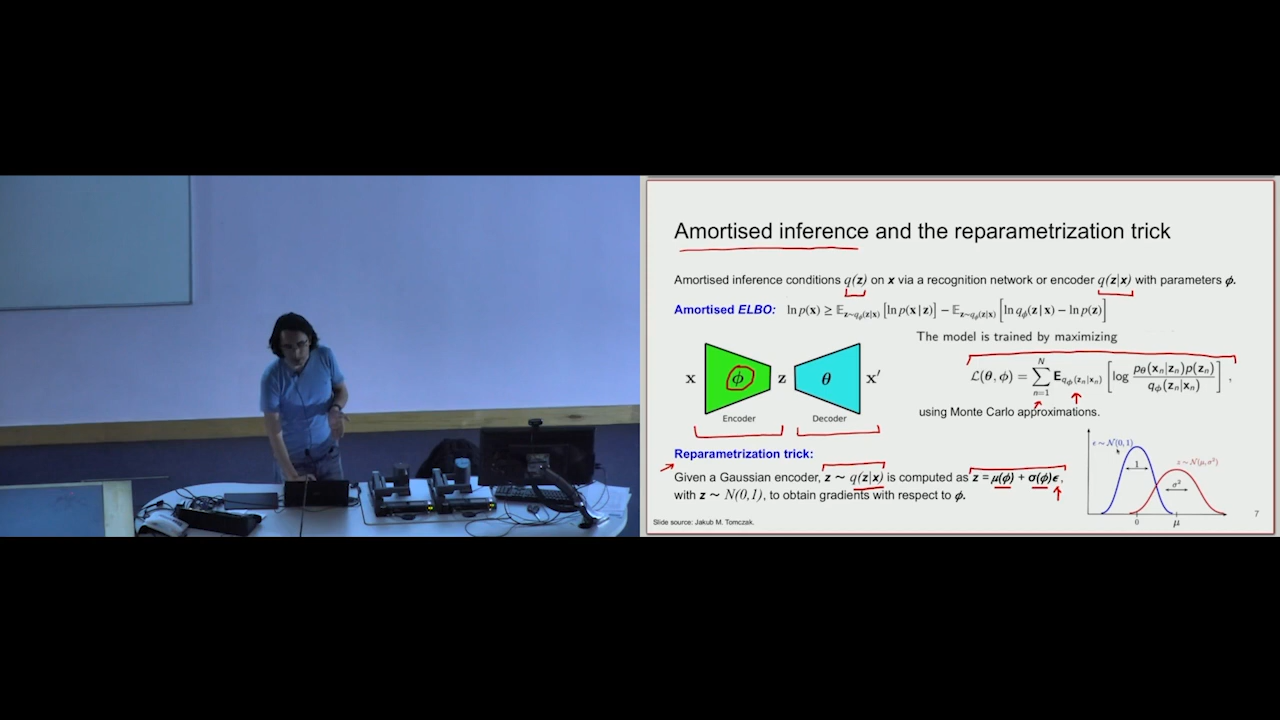 Amortised inference and the reparametrization trick
Amortised inference conditions q(z) on x via a recognition network or encoder q(z|x) with parameters ϕ.
Amortised ELBO: ln p(x) ≥ 𝔼z∼qϕ(z|x) [ln p(x|z)] − 𝔼z∼qϕ(z|x) [ln qϕ(z|x) − ln p(z)]
The model is trained by maximizing
x ϕ z θ x′
ℒ(θ, ϕ) = ∑_{n=1}^{N} E_{qϕ(zn|xn)} [log pθ(xn|zn)p(zn) / qϕ(zn|xn)] ,
Encoder Decoder
using Monte Carlo approximations.
Reparametrization trick:
Given a Gaussian encoder, z ∼ q(z|x) is computed as z = μ(ϕ) + σ(ϕ)ϵ,
with z ∼ N(0,1), to obtain gradients with respect to ϕ.
ϵ ∼ N(0, 1)
z ∼ N(μ, σ²)
1
σ²
0 μ
Slide source: Jakub M. Tomczak.
7